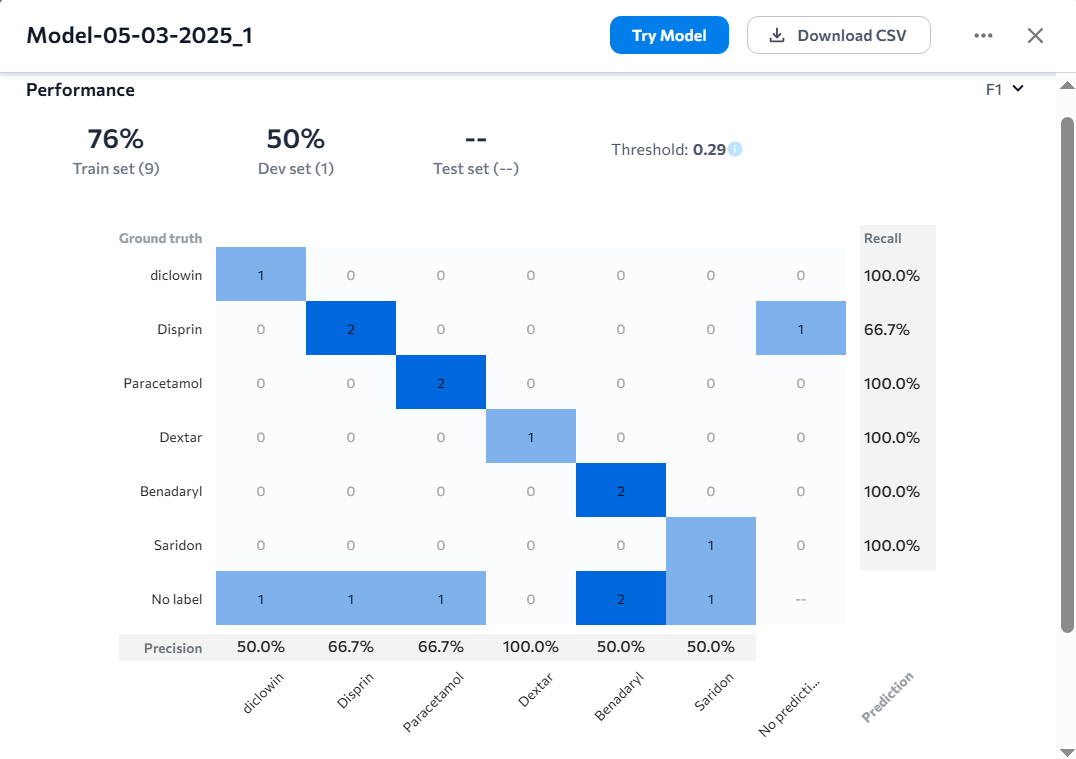 Model-05-03-2025_1
Try Model
Download CSV
Performance
F1
76% 50% --
Train set (9) Dev set (1) Test set (--)
Threshold: 0.29
Ground truth Recall
diclowin 1 0 0 0 0 0 0 100.0%
Disprin 0 2 0 0 0 0 1 66.7%
Paracetamol 0 0 2 0 0 0 0 100.0%
Dextar 0 0 0 1 0 0 0 100.0%
Benadaryl 0 0 0 0 2 0 0 100.0%
Saridon 0 0 0 0 0 1 0 100.0%
No label 1 1 1 0 2 1 --
Precision 50.0% 66.7% 66.7% 100.0% 50.0% 50.0%
diclowin Disprin Paracetamol Dextar Benadaryl Saridon No predicti... Prediction